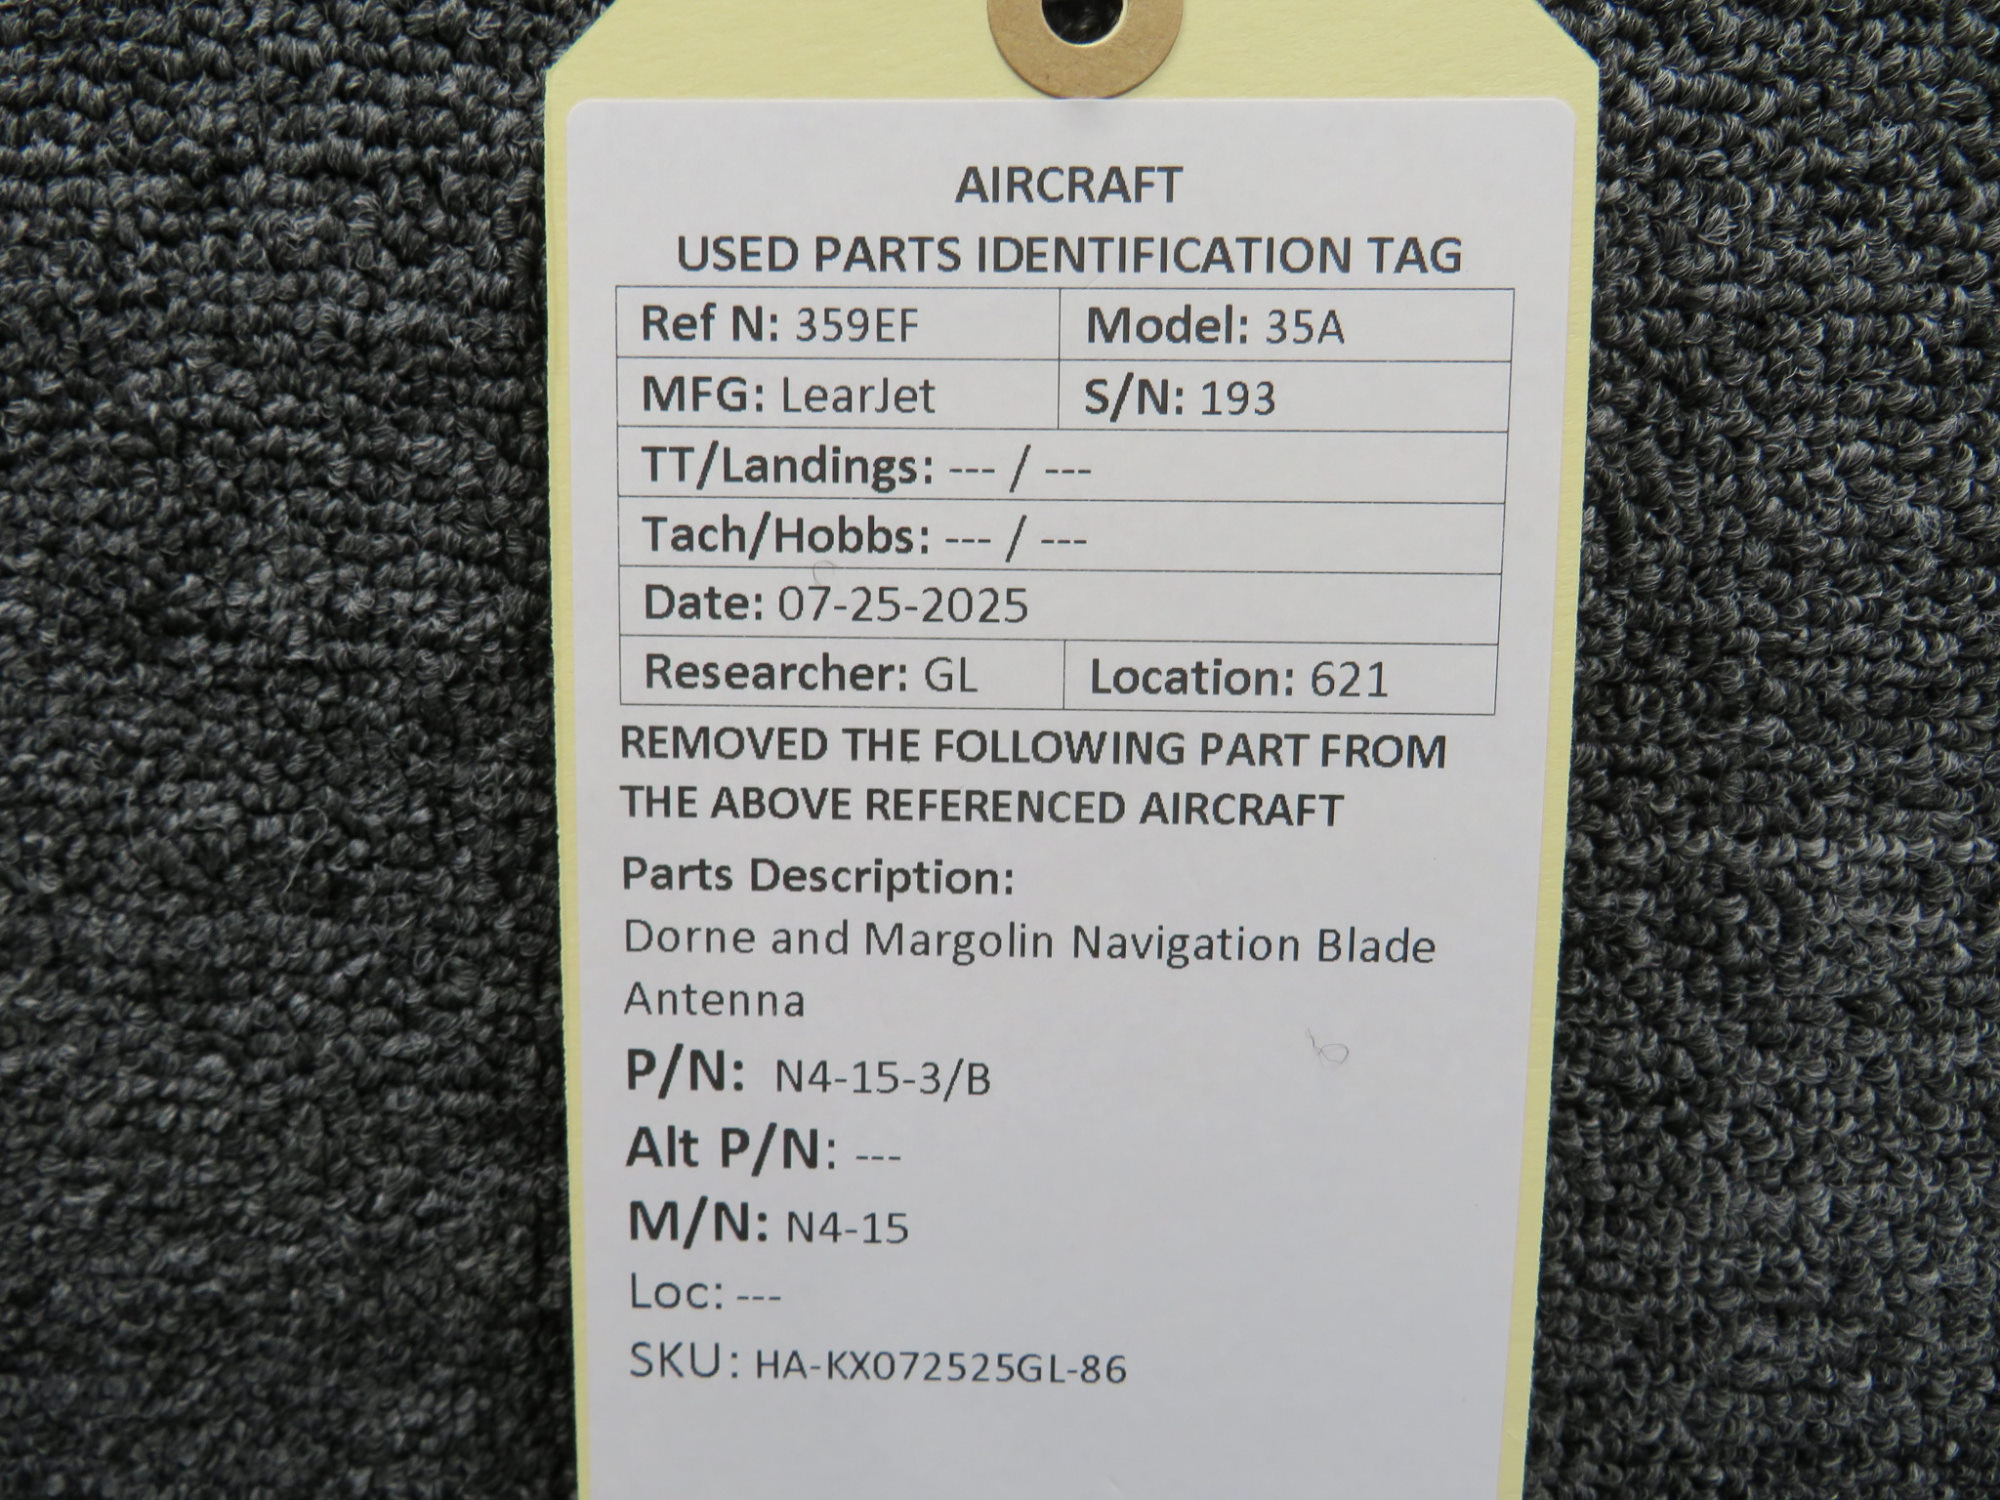 AIRCRAFT
USED PARTS IDENTIFICATION TAG
Ref N: 359EF Model: 35A
MFG: LearJet S/N: 193
TT/Landings: --- / ---
Tach/Hobbs: --- / ---
Date: 07-25-2025
Researcher: GL Location: 621
REMOVED THE FOLLOWING PART FROM
THE ABOVE REFERENCED AIRCRAFT
Parts Description:
Dorne and Margolin Navigation Blade
Antenna
P/N: N4-15-3/B
Alt P/N: ---
M/N: N4-15
Loc: ---
SKU: HA-KX072525GL-86